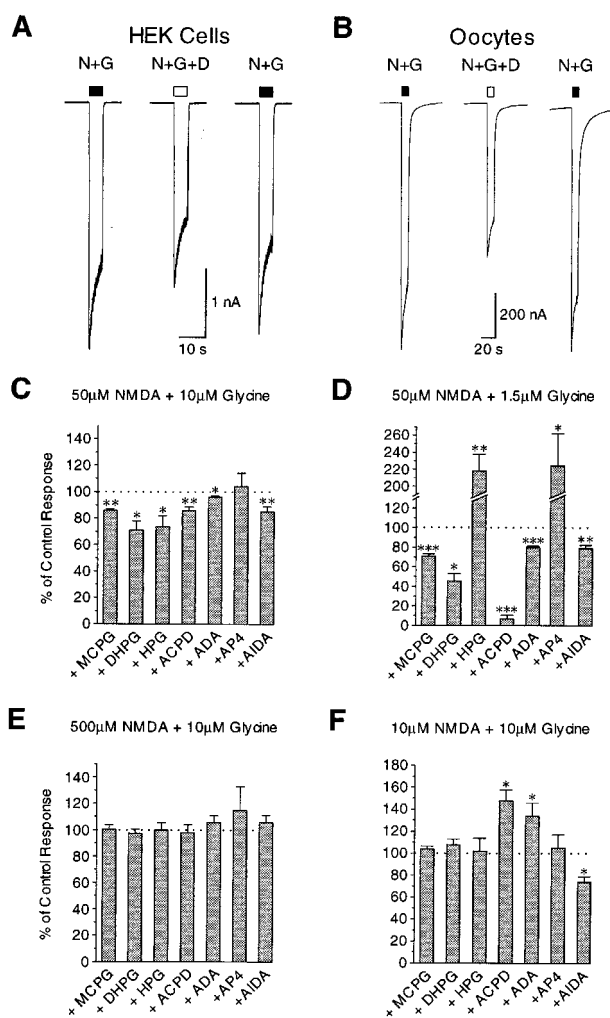 A
HEK Cells
N+G
N+G+D
N+G
1 nA
10 s
B
Oocytes
N+G
N+G+D
N+G
200 nA
20 s
C
50µM NMDA + 10µM Glycine
% of Control Response
140
120
100
80
60
40
20
0
**
*
*
**
*
**
+ MCPG
+ DHPG
+ HPG
+ ACPD
+ ADA
+ AP4
+AIDA
D
50µM NMDA + 1.5µM Glycine
260
240
220
200
100
80
60
40
20
0
***
*
**
***
***
*
**
+ MCPG
+ DHPG
+ HPG
+ ACPD
+ ADA
+AP4
+AIDA
E
500µM NMDA + 10µM Glycine
% of Control Response
140
120
100
80
60
40
20
0
+ MCPG
+ DHPG
+ HPG
+ ACPD
+ ADA
+ AP4
+ AIDA
F
10µM NMDA + 10µM Glycine
180
160
140
120
100
80
60
40
20
0
*
*
*
+ MCPG
+ DHPG
+ HPG
+ ACPD
+ ADA
+ AP4
+AIDA